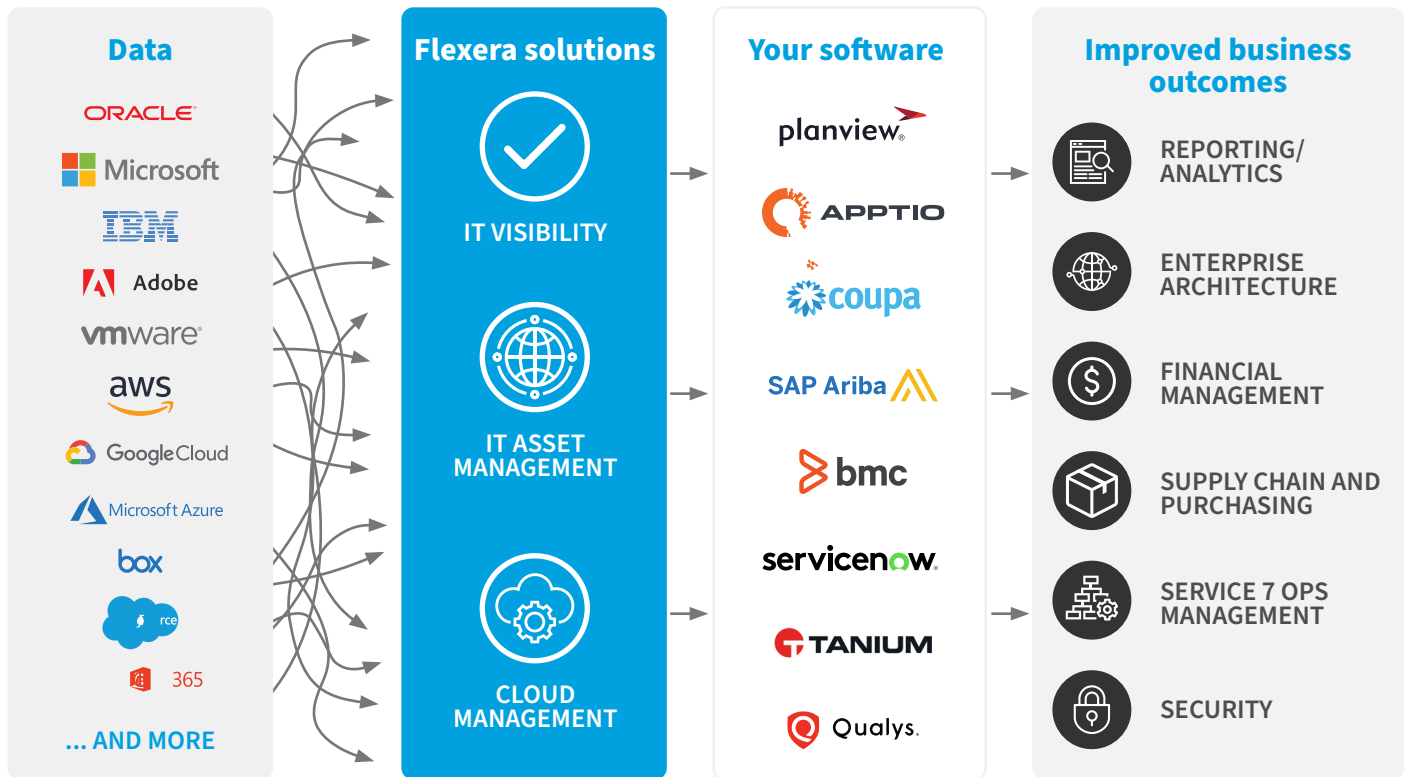 Data
ORACLE
Microsoft
IBM
Adobe
vmware®
aws
Google Cloud
Microsoft Azure
box
rce
365
... AND MORE
Flexera solutions
IT VISIBILITY
IT ASSET
MANAGEMENT
CLOUD
MANAGEMENT
Your software
planview®
APPTIO
coupa
SAP Ariba
bmc
servicenow
TANIUM
Qualys.
Improved business
outcomes
REPORTING/
ANALYTICS
ENTERPRISE
ARCHITECTURE
FINANCIAL
MANAGEMENT
SUPPLY CHAIN AND
PURCHASING
SERVICE 7 OPS
MANAGEMENT
SECURITY